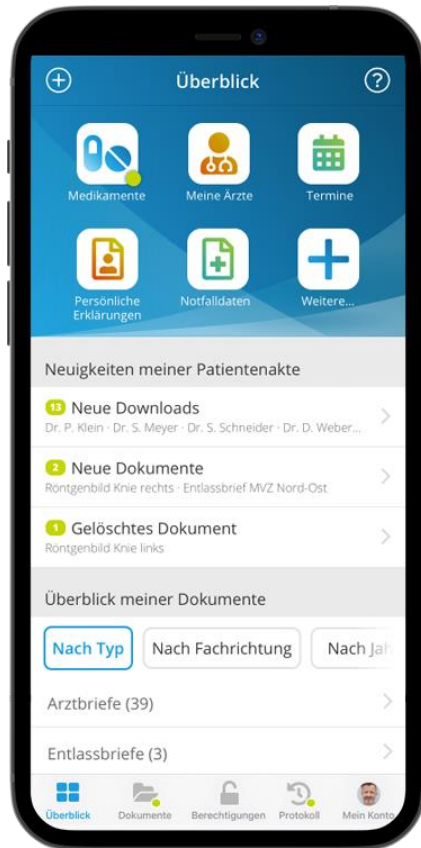 Überblick
Medikamente
Meine Ärzte
Termine
Persönliche
Erklärungen
Notfalldaten
Weitere...
Neuigkeiten meiner Patientenakte
13 Neue Downloads
Dr. P. Klein · Dr. S. Meyer · Dr. S. Schneider · Dr. D. Weber...
2 Neue Dokumente
Röntgenbild Knie rechts · Entlassbrief MVZ Nord-Ost
1 Gelöschtes Dokument
Röntgenbild Knie links
Überblick meiner Dokumente
Nach Typ
Nach Fachrichtung
Nach Jah
Arztbriefe (39)
Entlassbriefe (3)
Überblick
Dokumente
Berechtigungen
Protokoll
Mein Konto